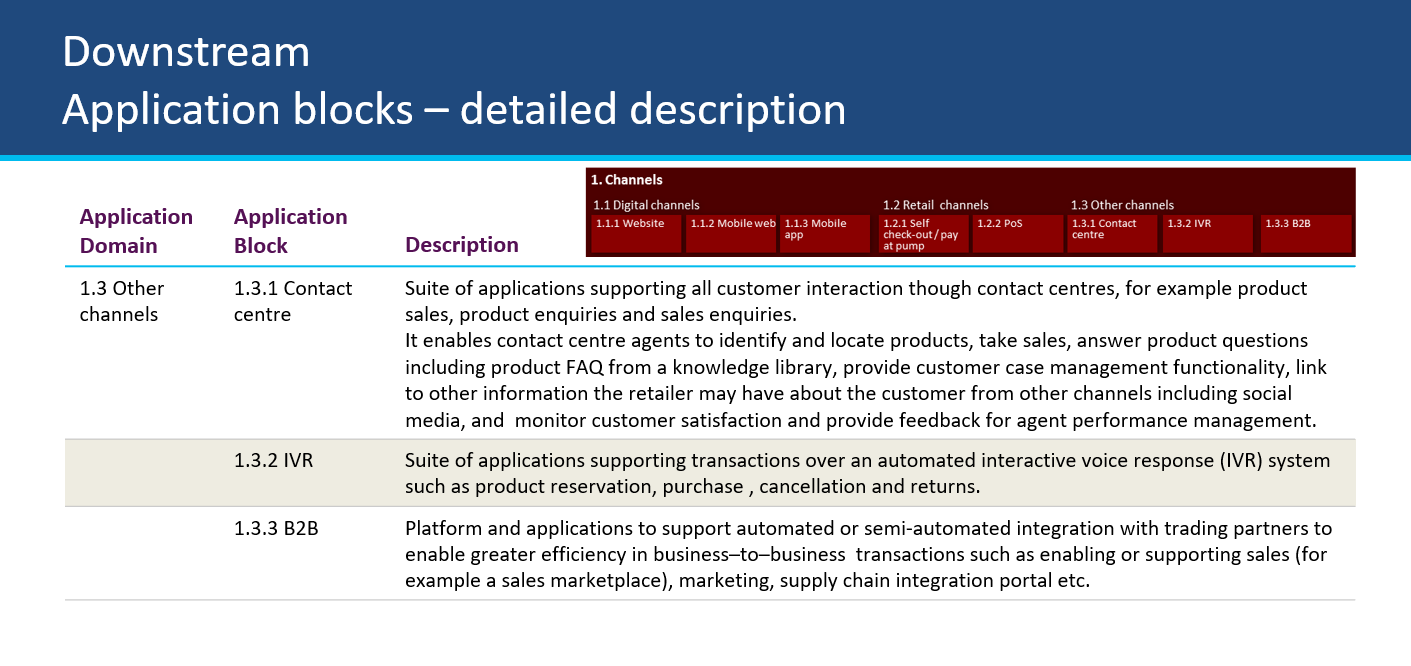 Downstream
Application blocks – detailed description
1. Channels
1.1 Digital channels
1.2 Retail channels
1.3 Other channels
1.1.1 Website
1.1.2 Mobile web
1.1.3 Mobile
app
1.2.1 Self
check-out / pay
at pump
1.2.2 PoS
1.3.1 Contact
centre
1.3.2 IVR
1.3.3 B2B
Application
Domain
Application
Block
Description
1.3 Other
channels
1.3.1 Contact
centre
Suite of applications supporting all customer interaction though contact centres, for example product
sales, product enquiries and sales enquiries.
It enables contact centre agents to identify and locate products, take sales, answer product questions
including product FAQ from a knowledge library, provide customer case management functionality, link
to other information the retailer may have about the customer from other channels including social
media, and  monitor customer satisfaction and provide feedback for agent performance management.
1.3.2 IVR
Suite of applications supporting transactions over an automated interactive voice response (IVR) system
such as product reservation, purchase , cancellation and returns.
1.3.3 B2B
Platform and applications to support automated or semi-automated integration with trading partners to
enable greater efficiency in business–to–business  transactions such as enabling or supporting sales (for
example a sales marketplace), marketing, supply chain integration portal etc.